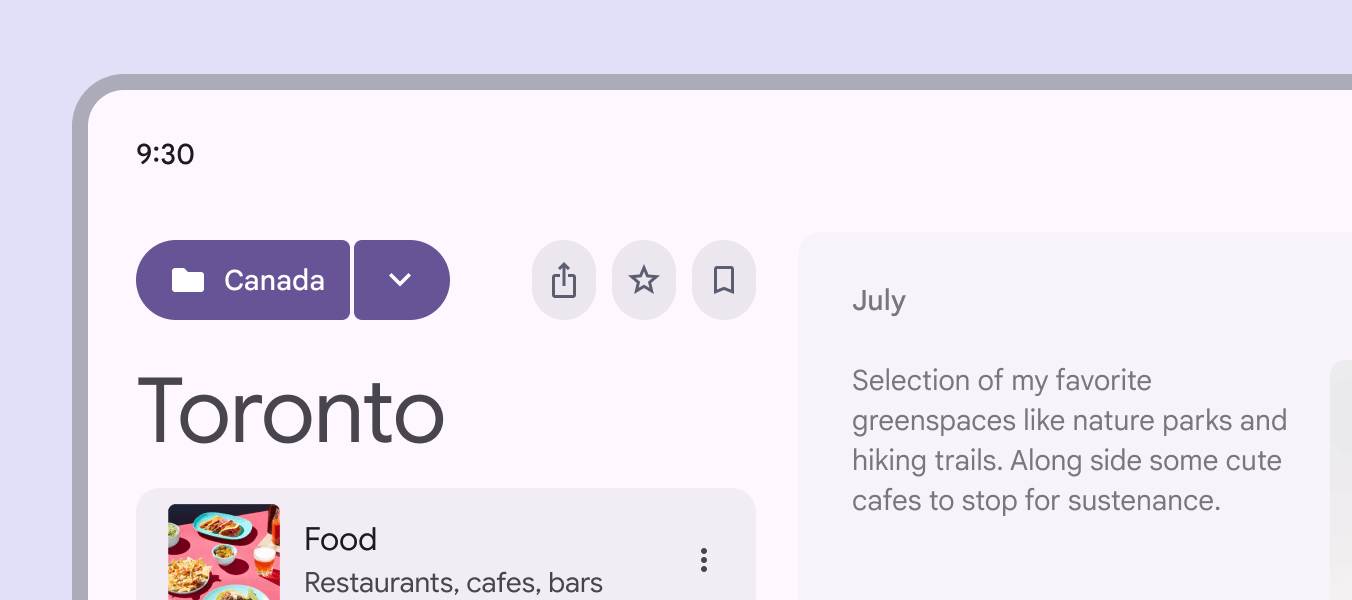 9:30
Canada
Toronto
Food
Restaurants, cafes, bars
July
Selection of my favorite
greenspaces like nature parks and
hiking trails. Along side some cute
cafes to stop for sustenance.